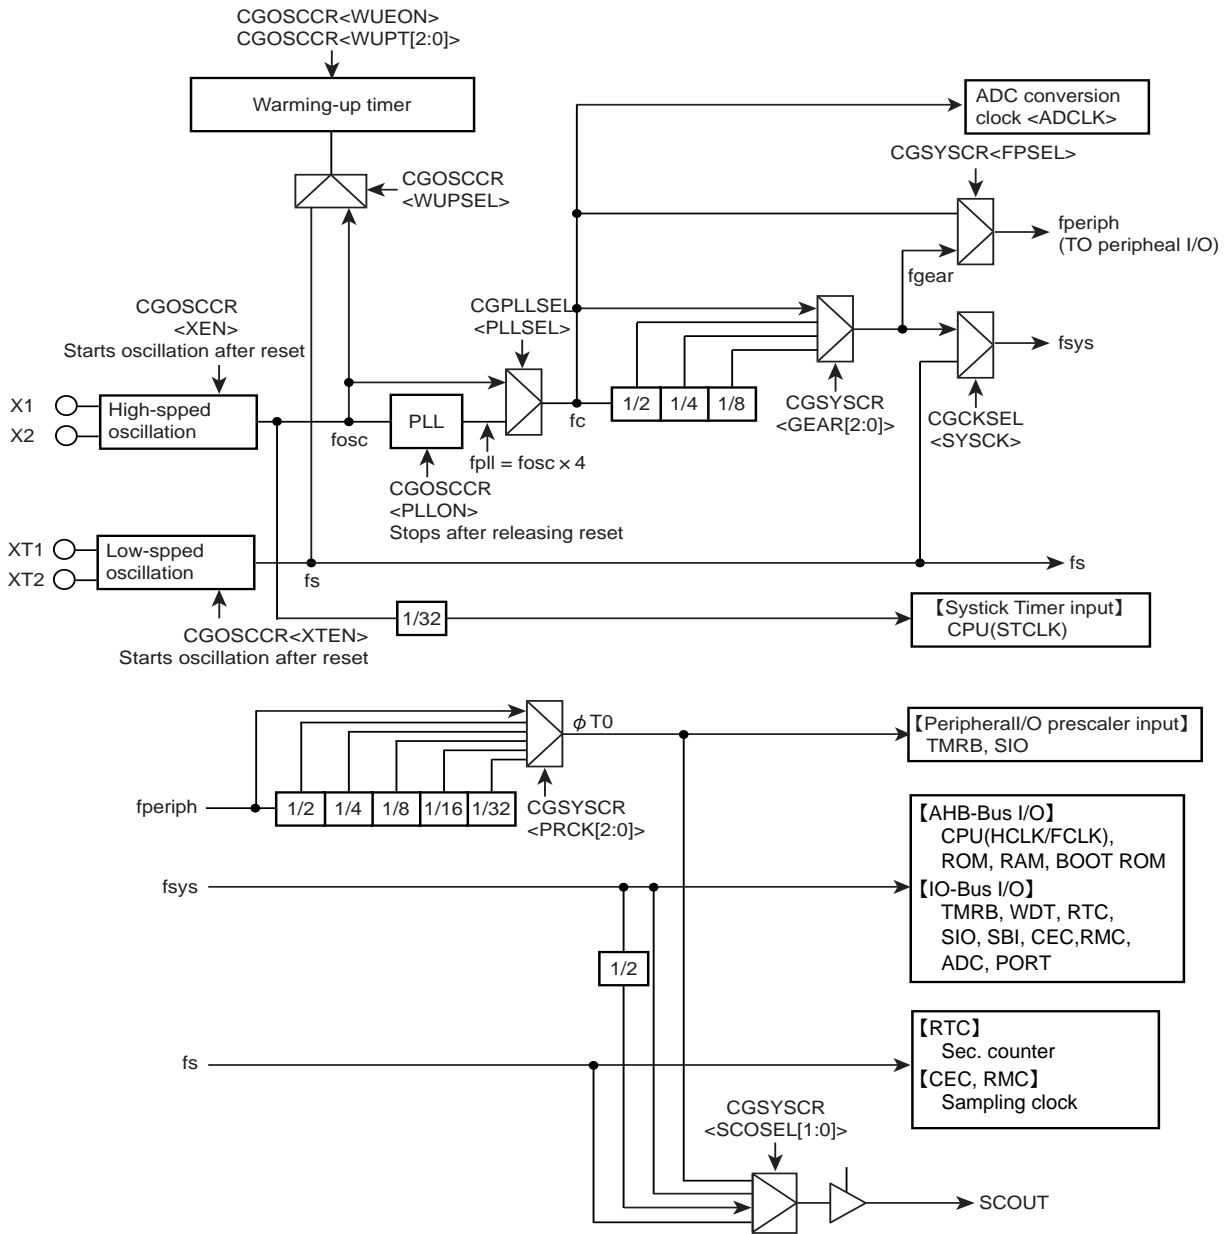 CGOSCCR<WUEON>
CGOSCCR<WUPT[2:0]>
Warming-up timer
CGOSCCR
<WUPSEL>
ADC conversion
clock <ADCLK>
CGSYSCR<FPSEL>
fperiph
(TO peripheal I/O)
fgear
CGOSCCR
<XEN>
Starts oscillation after reset
CGPLLSEL
<PLLSEL>
fsys
X1
X2
High-spped
oscillation
fosc
PLL
fpll = fosc × 4
fc
1/2
1/4
1/8
CGSYSCR
<GEAR[2:0]>
CGCKSEL
<SYSCK>
CGOSCCR
<PLLON>
Stops after releasing reset
XT1
XT2
Low-spped
oscillation
fs
fs
1/32
【Systick Timer input】
CPU(STCLK)
CGOSCCR<XTEN>
Starts oscillation after reset
ϕT0
【PeripheralI/O prescaler input】
TMRB, SIO
fperiph
1/2
1/4
1/8
1/16
1/32
CGSYSCR
<PRCK[2:0]>
【AHB-Bus I/O】
CPU(HCLK/FCLK),
ROM, RAM, BOOT ROM
【IO-Bus I/O】
TMRB, WDT, RTC,
SIO, SBI, CEC,RMC,
ADC, PORT
fsys
1/2
fs
【RTC】
Sec. counter
【CEC, RMC】
Sampling clock
CGSYSCR
<SCOSEL[1:0]>
SCOUT